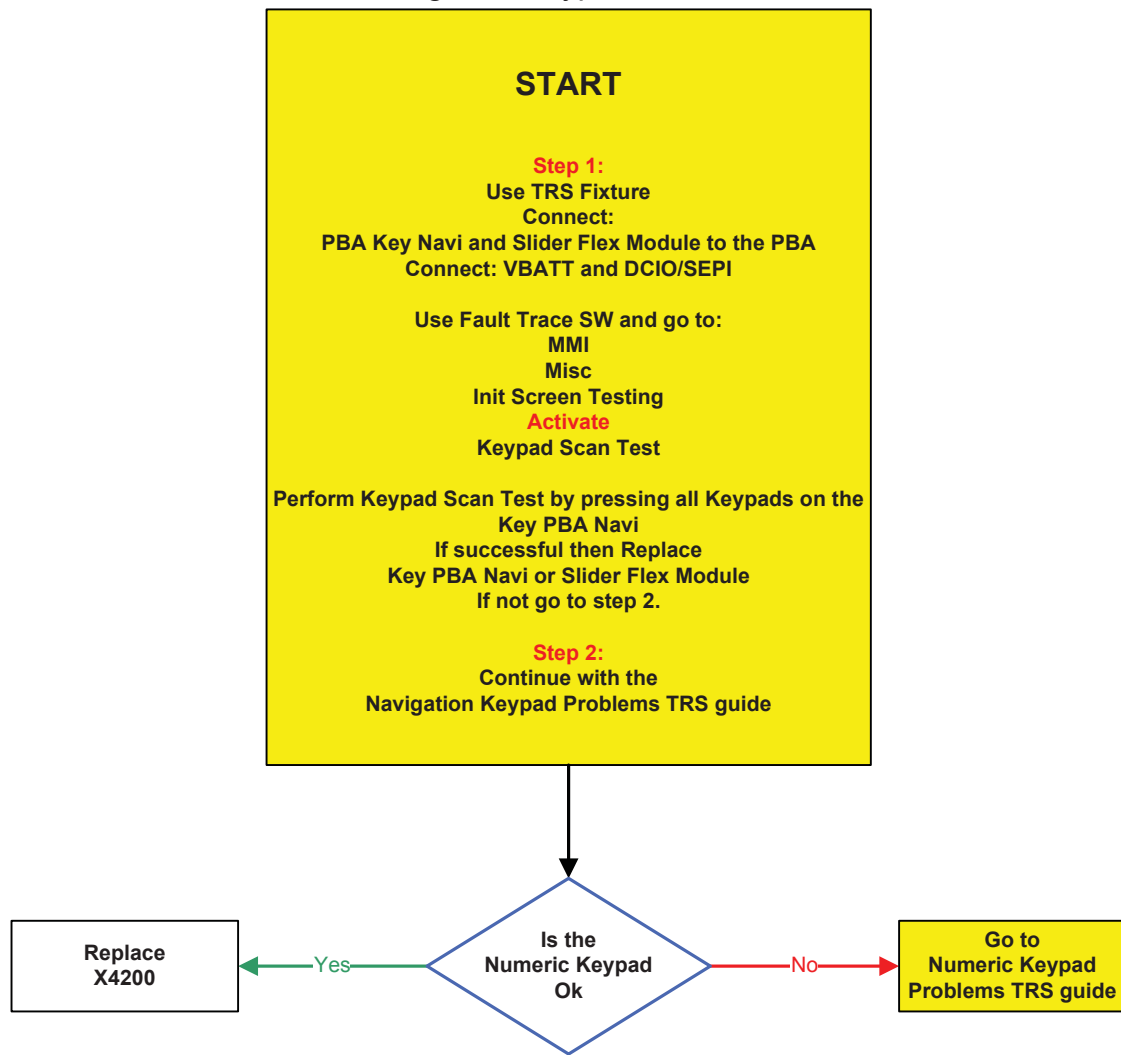 START
Step 1:
Use TRS Fixture
Connect:
PBA Key Navi and Slider Flex Module to the PBA
Connect: VBATT and DCIO/SEPI
Use Fault Trace SW and go to:
MMI
Misc
Init Screen Testing
Activate
Keypad Scan Test
Perform Keypad Scan Test by pressing all Keypads on the
Key PBA Navi
If successful then Replace
Key PBA Navi or Slider Flex Module
If not go to step 2.
Step 2:
Continue with the
Navigation Keypad Problems TRS guide
Is the
Numeric Keypad
Ok
Yes
Replace
X4200
No
Go to
Numeric Keypad
Problems TRS guide